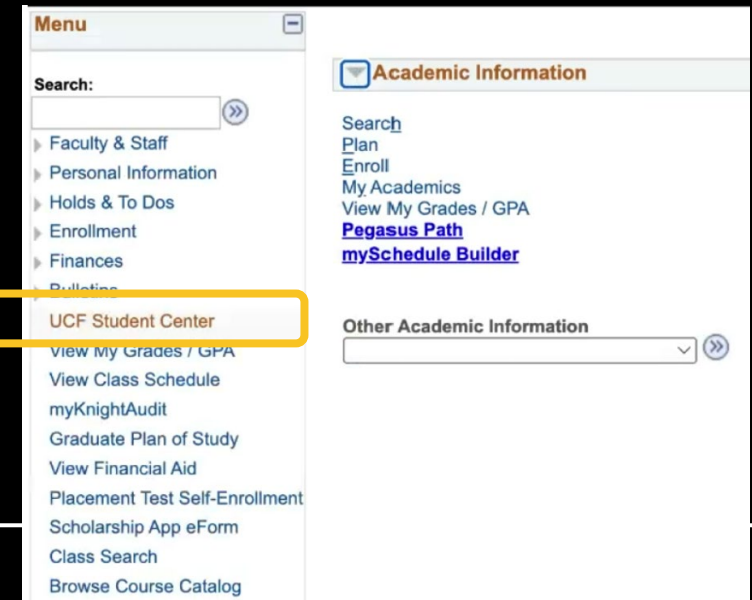 Menu
Search:
Faculty & Staff
Personal Information
Holds & To Dos
Enrollment
Finances
Bulletins
UCF Student Center
View My Grades / GPA
View Class Schedule
myKnightAudit
Graduate Plan of Study
View Financial Aid
Placement Test Self-Enrollment
Scholarship App eForm
Class Search
Browse Course Catalog
Academic Information
Search
Plan
Enroll
My Academics
View My Grades / GPA
Pegasus Path
mySchedule Builder
Other Academic Information